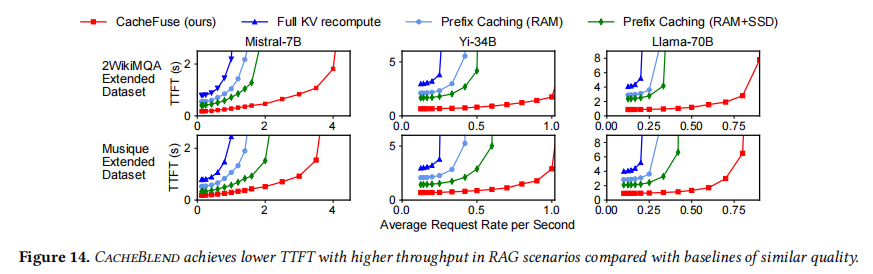 CacheFuse (ours) Full KV recompute Prefix Caching (RAM) Prefix Caching (RAM+SSD)
Mistral-7B Yi-34B Llama-70B
2WikiMQA
Extended
Dataset
TTFT (s)
2
0
0.0 2 4
5
0
0.0 0.5 1.0
8
6
4
2
0
0.00 0.25 0.50 0.75
Musique
Extended
Dataset
TTFT (s)
2
0
0 2 4
5
0
0.0 0.5 1.0
8
6
4
2
0
0.00 0.25 0.50 0.75
Average Request Rate per Second
Figure 14. CACHEBLEND achieves lower TTFT with higher throughput in RAG scenarios compared with baselines of similar quality.